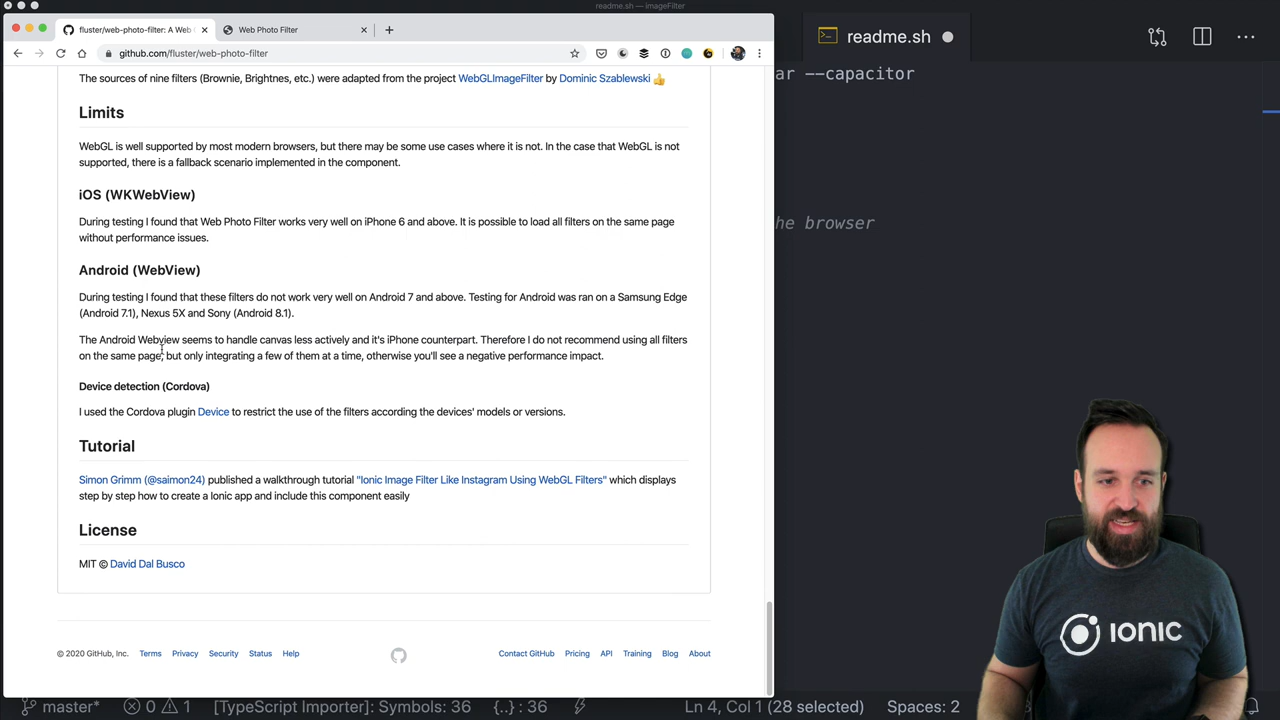 readme.sh — imageFilter
fluster/web-photo-filter: A Web
Web Photo Filter
readme.sh
github.com/fluster/web-photo-filter
ar --capacitor
he browser
The sources of nine filters (Brownie, Brightnes, etc.) were adapted from the project WebGLImageFilter by Dominic Szablewski 👍
Limits
WebGL is well supported by most modern browsers, but there may be some use cases where it is not. In the case that WebGL is not
supported, there is a fallback scenario implemented in the component.
iOS (WKWebView)
During testing I found that Web Photo Filter works very well on iPhone 6 and above. It is possible to load all filters on the same page
without performance issues.
Android (WebView)
During testing I found that these filters do not work very well on Android 7 and above. Testing for Android was ran on a Samsung Edge
(Android 7.1), Nexus 5X and Sony (Android 8.1).
The Android Webview seems to handle canvas less actively and it's iPhone counterpart. Therefore I do not recommend using all filters
on the same page, but only integrating a few of them at a time, otherwise you'll see a negative performance impact.
Device detection (Cordova)
I used the Cordova plugin Device to restrict the use of the filters according the devices' models or versions.
Tutorial
Simon Grimm (@saimon24) published a walkthrough tutorial "Ionic Image Filter Like Instagram Using WebGL Filters" which displays
step by step how to create a Ionic app and include this component easily
License
MIT © David Dal Busco
© 2020 GitHub, Inc. Terms Privacy Security Status Help
Contact GitHub Pricing API Training Blog About
IONIC
master* 0 1 [TypeScript Importer]: Symbols: 36 {..} : 36 Ln 4, Col 1 (28 selected) Spaces: 2